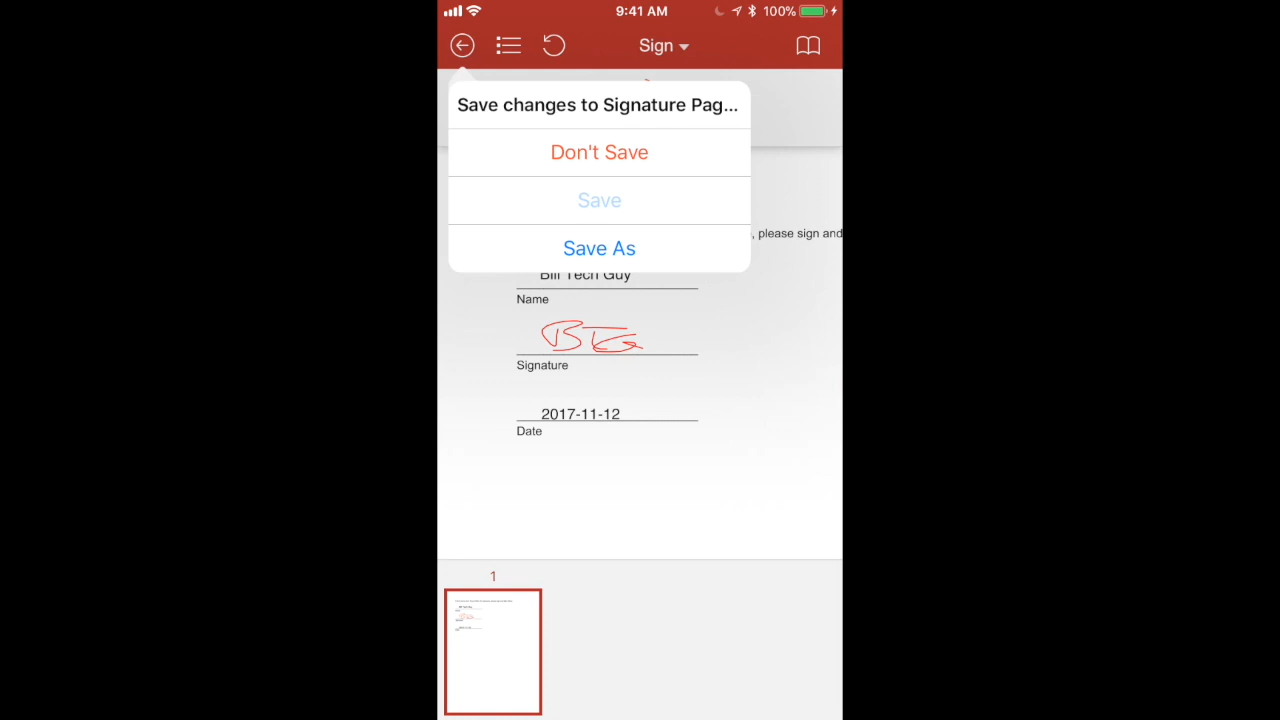 9:41 AM
100%
Sign
Save changes to Signature Pag...
Don't Save
Save
Save As
, please sign and
Bill Tech Guy
Name
BTG
Signature
2017-11-12
Date
1